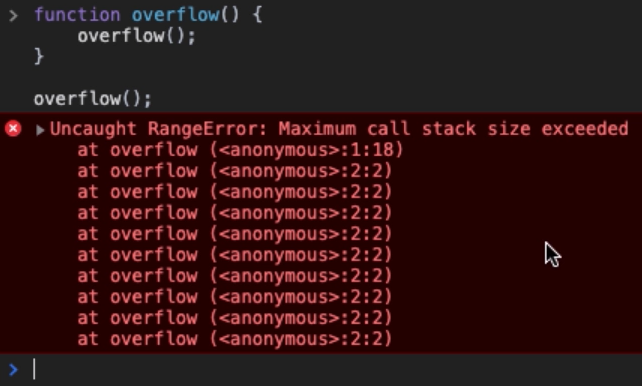 > function overflow() {
overflow();
}
overflow();
Uncaught RangeError: Maximum call stack size exceeded
at overflow (<anonymous>:1:18)
at overflow (<anonymous>:2:2)
at overflow (<anonymous>:2:2)
at overflow (<anonymous>:2:2)
at overflow (<anonymous>:2:2)
at overflow (<anonymous>:2:2)
at overflow (<anonymous>:2:2)
at overflow (<anonymous>:2:2)
at overflow (<anonymous>:2:2)
at overflow (<anonymous>:2:2)
>